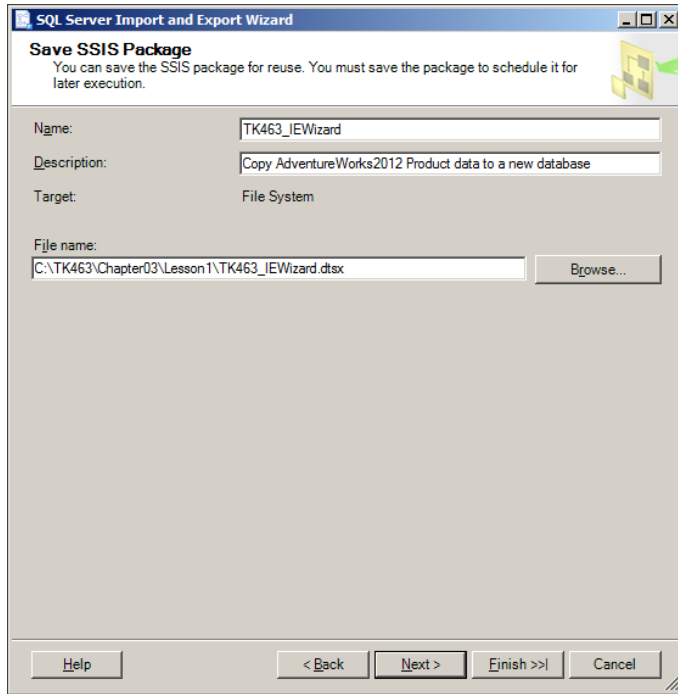 SQL Server Import and Export Wizard
Save SSIS Package
You can save the SSIS package for reuse. You must save the package to schedule it for
later execution.
Name: TK463_IEWizard
Description: Copy AdventureWorks2012 Product data to a new database
Target: File System
File name:
C:\TK463\Chapter03\Lesson1\TK463_IEWizard.dtsx Browse...
Help < Back Next > Finish >>| Cancel